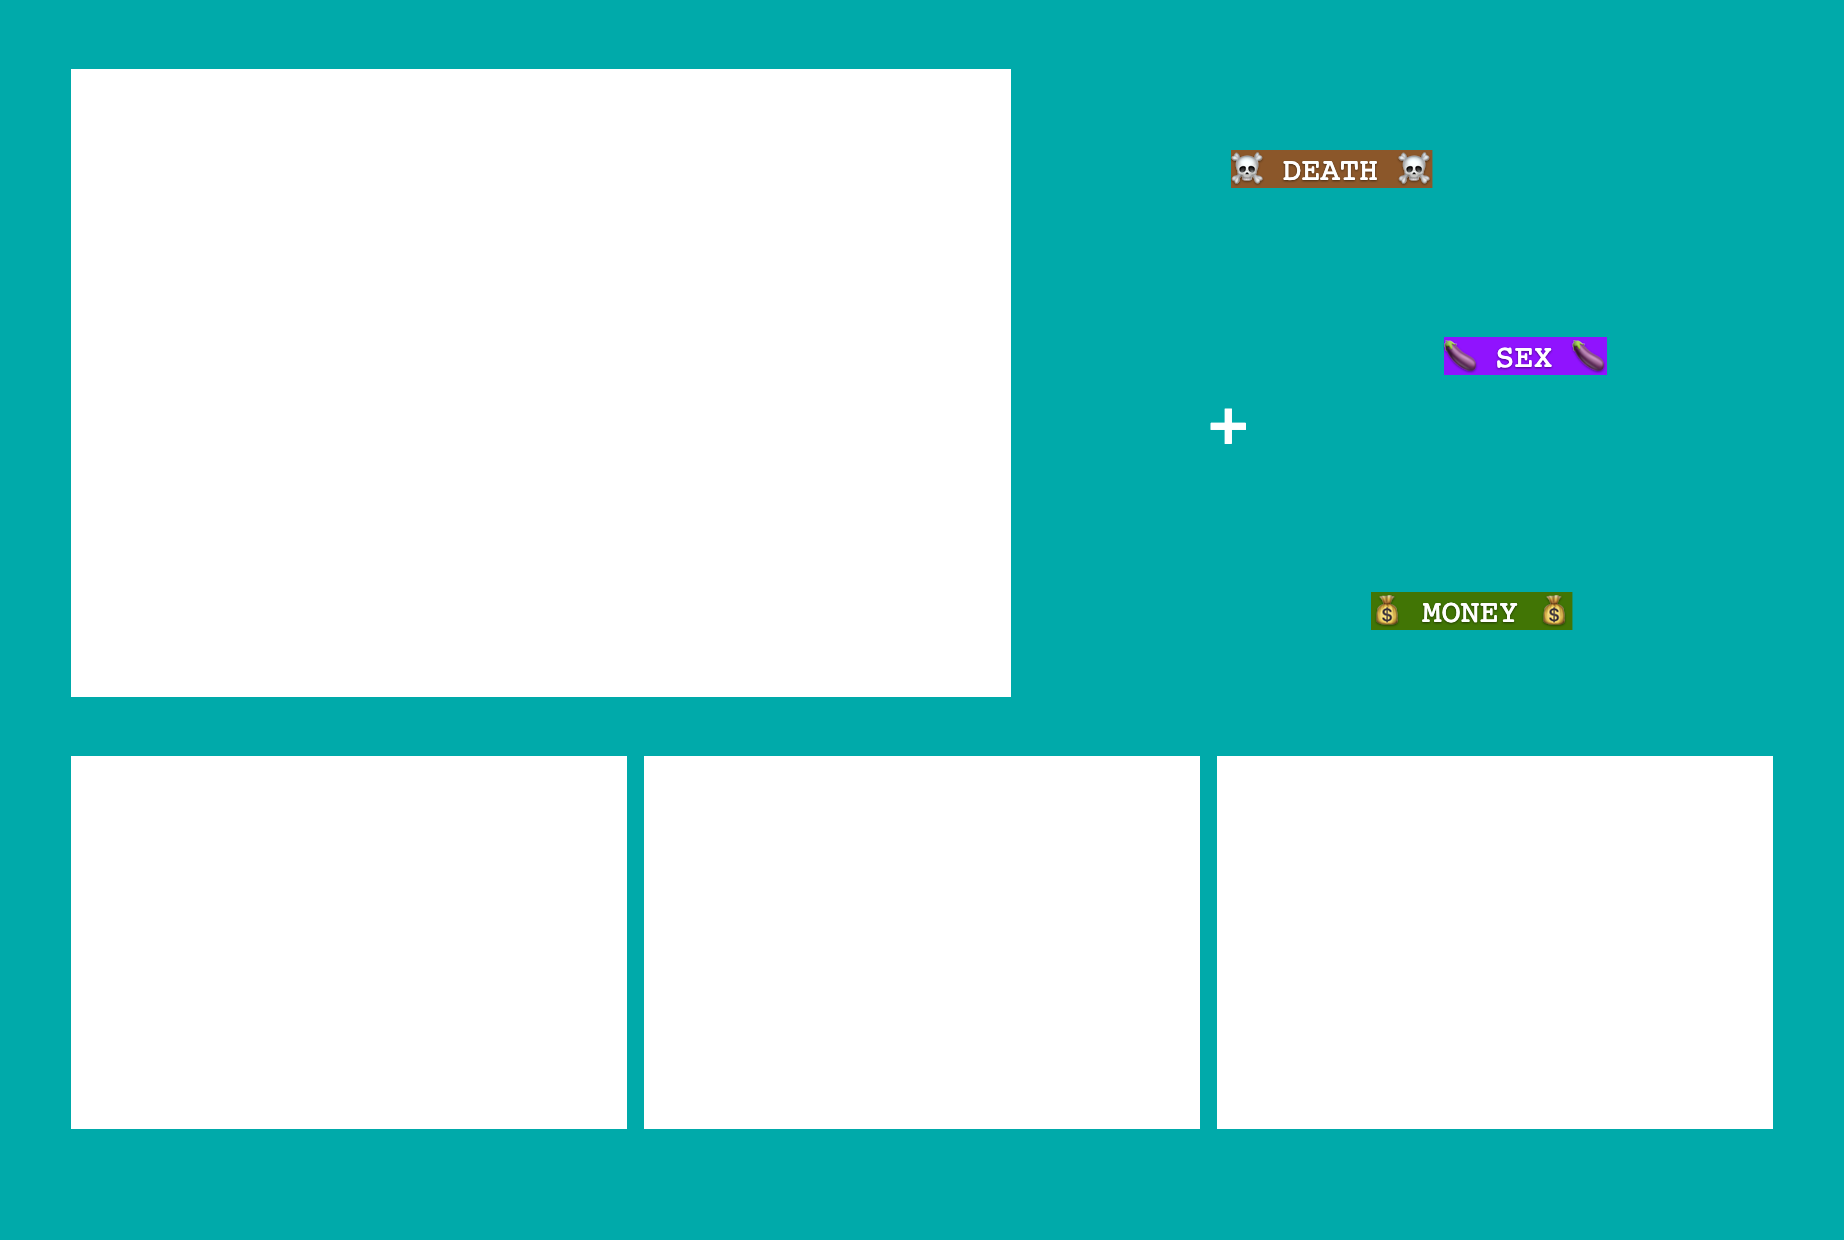 ☠️ DEATH ☠️
🍆 SEX 🍆
+
💰 MONEY 💰